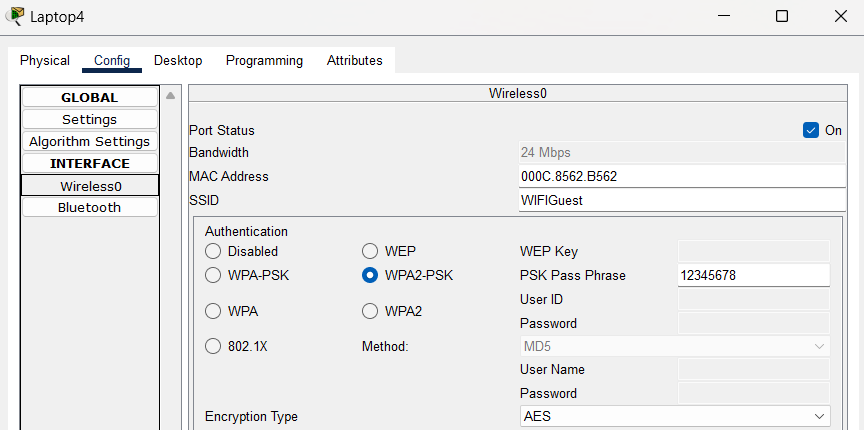 Laptop4
Physical Config Desktop Programming Attributes
GLOBAL
Settings
Algorithm Settings
INTERFACE
Wireless0
Bluetooth
Wireless0
Port Status On
Bandwidth 24 Mbps
MAC Address 000C.8562.B562
SSID WIFIGuest
Authentication
Disabled WEP WEP Key
WPA-PSK WPA2-PSK PSK Pass Phrase 12345678
User ID
WPA WPA2
Password
802.1X Method: MD5
User Name
Password
Encryption Type AES